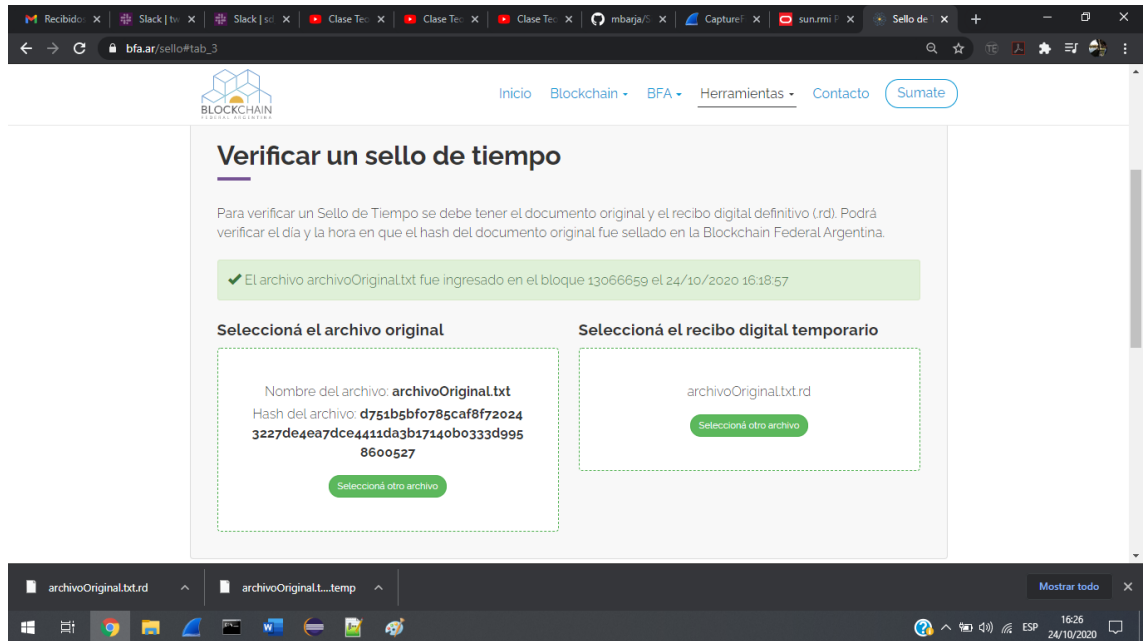 Recibidos
Slack | tw
Slack | sd
Clase Teo
Clase Teo
Clase Teo
mbarja/S
CaptureF
sun.rmi P
Sello de T
bfa.ar/sello#tab_3
BLOCKCHAIN
FEDERAL ARGENTINA
Inicio Blockchain BFA Herramientas Contacto Sumate
Verificar un sello de tiempo
Para verificar un Sello de Tiempo se debe tener el documento original y el recibo digital definitivo (.rd). Podrá
verificar el día y la hora en que el hash del documento original fue sellado en la Blockchain Federal Argentina.
El archivo archivoOriginal.txt fue ingresado en el bloque 13066659 el 24/10/2020 16:18:57
Seleccioná el archivo original
Nombre del archivo: archivoOriginal.txt
Hash del archivo: d751b5bf0785caf8f72024
3227de4ea7dce4411da3b17140b0333d995
8600527
Seleccioná otro archivo
Seleccioná el recibo digital temporario
archivoOriginal.txt.rd
Seleccioná otro archivo
archivoOriginal.txt.rd
archivoOriginal.t....temp
Mostrar todo
ESP
16:26
24/10/2020